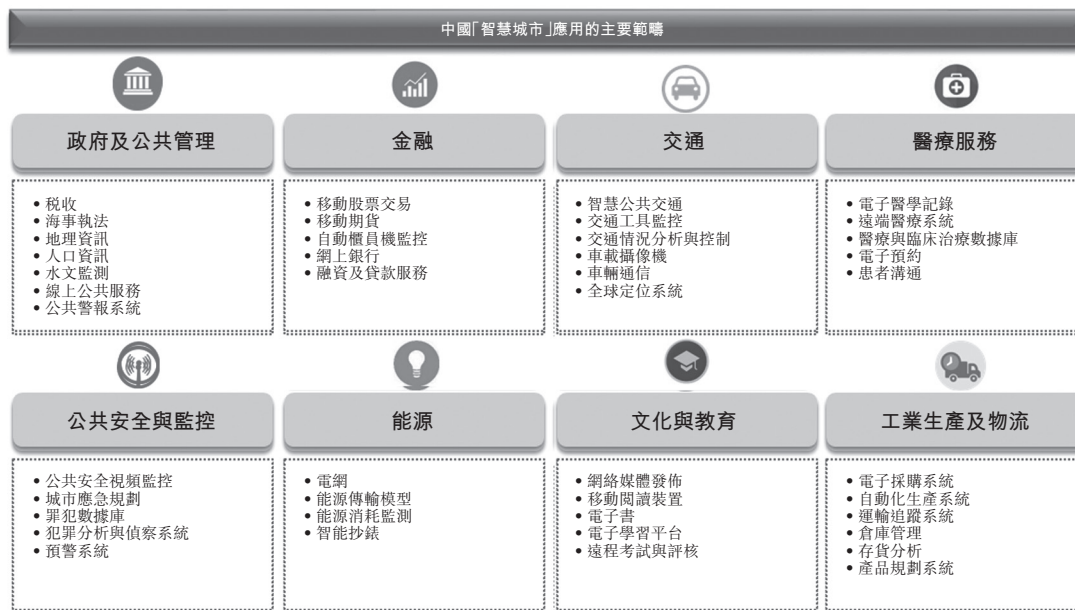 中國「智慧城市」應用的主要範疇
政府及公共管理
• 税收
• 海事執法
• 地理資訊
• 人口資訊
• 水文監測
• 線上公共服務
• 公共警報系統
金融
• 移動股票交易
• 移動期貨
• 自動櫃員機監控
• 網上銀行
• 融資及貸款服務
交通
• 智慧公共交通
• 交通工具監控
• 交通情況分析與控制
• 車載攝像機
• 車輛通信
• 全球定位系統
醫療服務
• 電子醫學記錄
• 遠端醫療系統
• 醫療與臨床治療數據庫
• 電子預約
• 患者溝通
公共安全與監控
• 公共安全視頻監控
• 城市應急規劃
• 罪犯數據庫
• 犯罪分析與偵察系統
• 預警系統
能源
• 電網
• 能源傳輸模型
• 能源消耗監測
• 智能抄錶
文化與教育
• 網絡媒體發佈
• 移動閱讀裝置
• 電子書
• 電子學習平台
• 遠程考試與評核
工業生產及物流
• 電子採購系統
• 自動化生產系統
• 運輸追蹤系統
• 倉庫管理
• 存貨分析
• 產品規劃系統